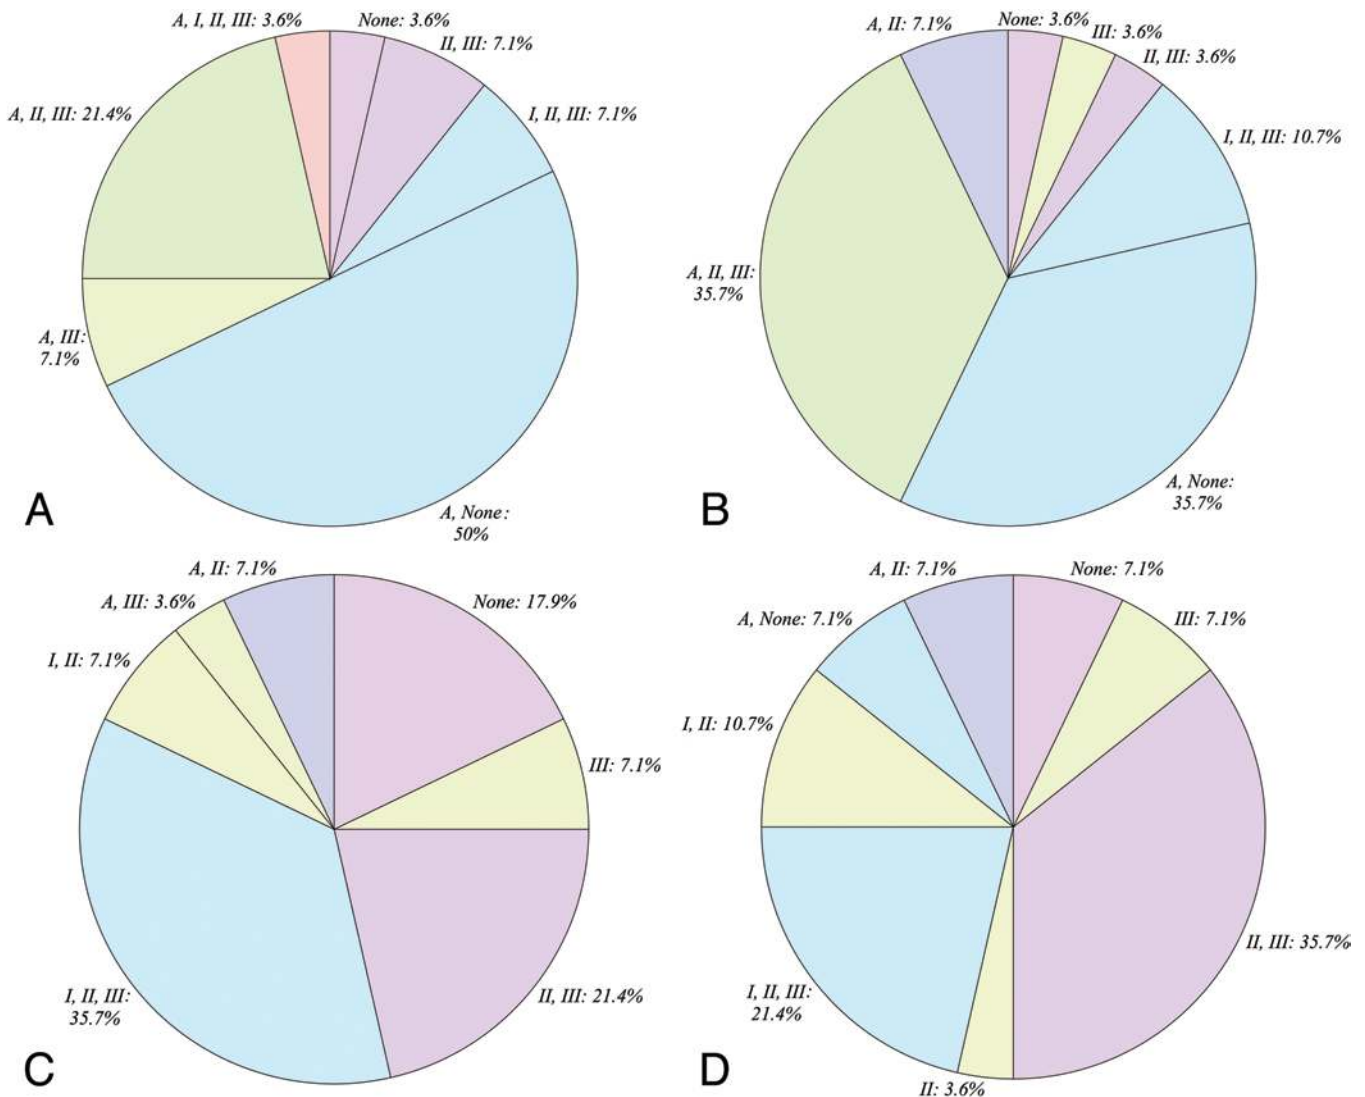 A, I, II, III: 3.6%
None: 3.6%
II, III: 7.1%
I, II, III: 7.1%
A, II, III: 21.4%
A, III:
7.1%
A, None:
50%
A
A, II: 7.1%
None: 3.6%
III: 3.6%
II, III: 3.6%
I, II, III: 10.7%
A, II, III:
35.7%
A, None:
35.7%
B
A, II: 7.1%
None: 17.9%
A, III: 3.6%
I, II: 7.1%
III: 7.1%
I, II, III:
35.7%
II, III: 21.4%
C
A, II: 7.1%
None: 7.1%
A, None: 7.1%
III: 7.1%
I, II: 10.7%
II, III: 35.7%
I, II, III:
21.4%
II: 3.6%
D